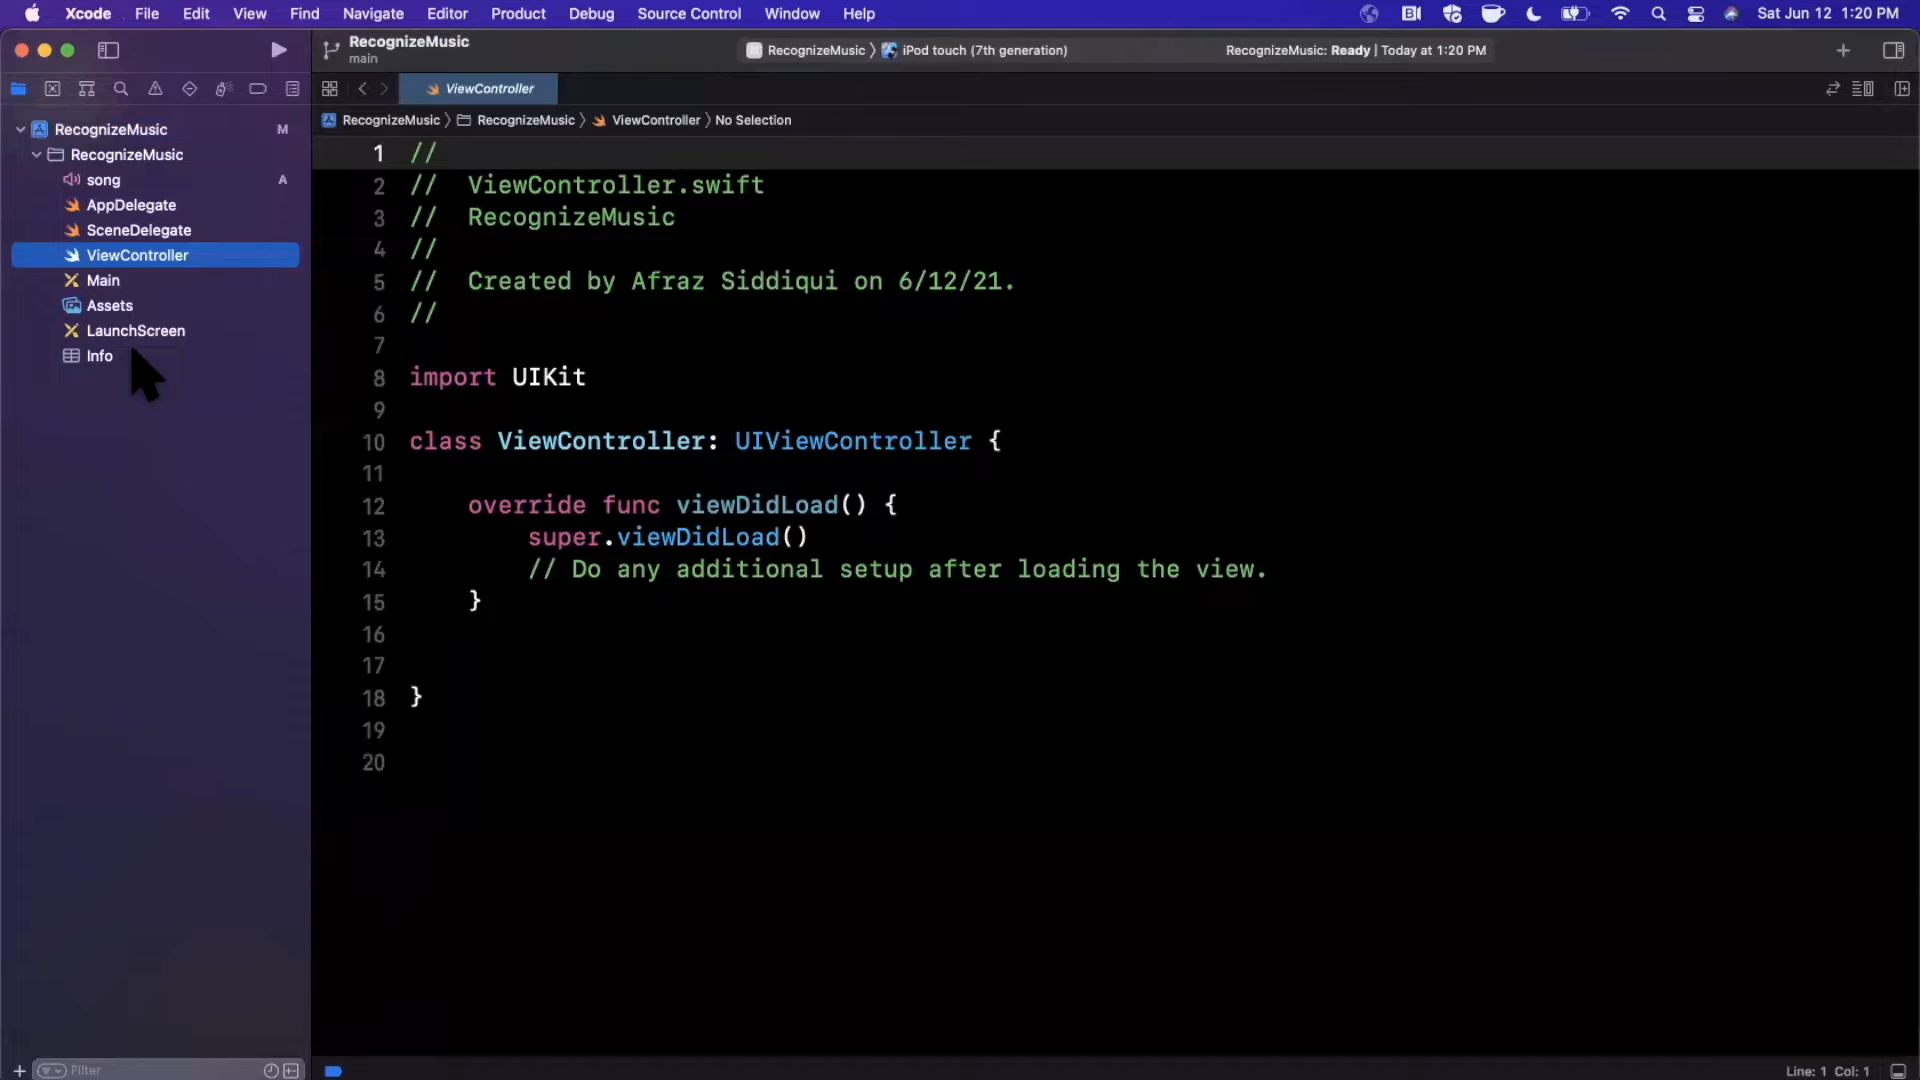 Xcode File Edit View Find Navigate Editor Product Debug Source Control Window Help Sat Jun 12 1:20 PM
RecognizeMusic
main
RecognizeMusic 〉 iPod touch (7th generation)
RecognizeMusic: Ready | Today at 1:20 PM
ViewController
RecognizeMusic 〉 RecognizeMusic 〉 ViewController 〉 No Selection
RecognizeMusic M
RecognizeMusic
song A
AppDelegate
SceneDelegate
ViewController
Main
Assets
LaunchScreen
Info
1 //
2 //  ViewController.swift
3 //  RecognizeMusic
4 //
5 //  Created by Afraz Siddiqui on 6/12/21.
6 //
7
8 import UIKit
9
10 class ViewController: UIViewController {
11
12     override func viewDidLoad() {
13         super.viewDidLoad()
14         // Do any additional setup after loading the view.
15     }
16
17
18 }
19
20
Filter
Line: 1 Col: 1